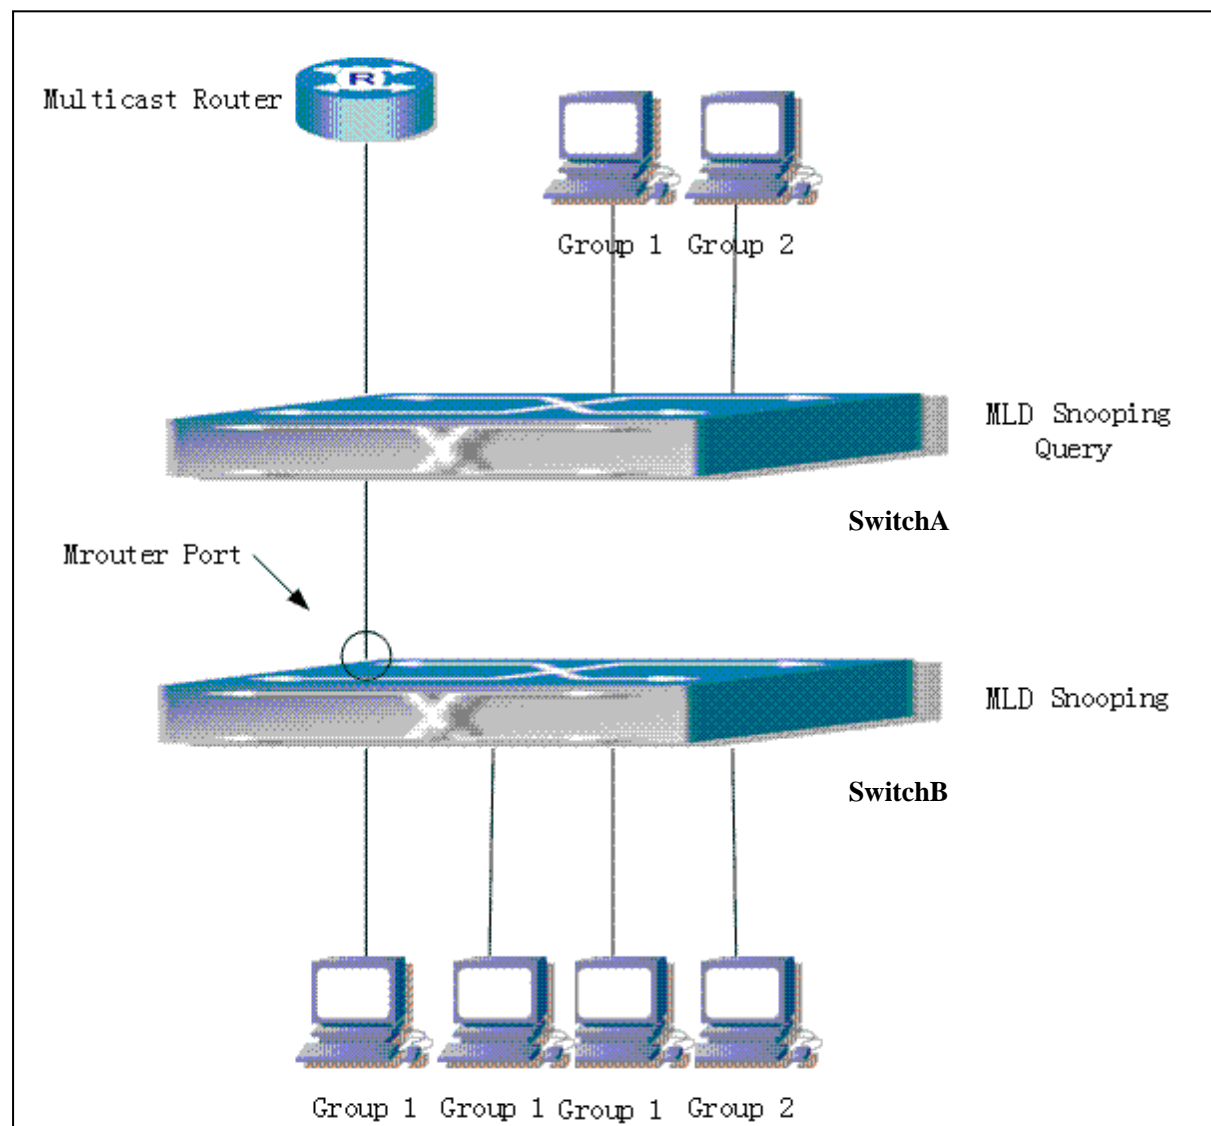 R
Multicast Router
Group 1 Group 2
MLD Snooping
Query
SwitchA
Mrouter Port
MLD Snooping
SwitchB
Group 1 Group 1 Group 1 Group 2